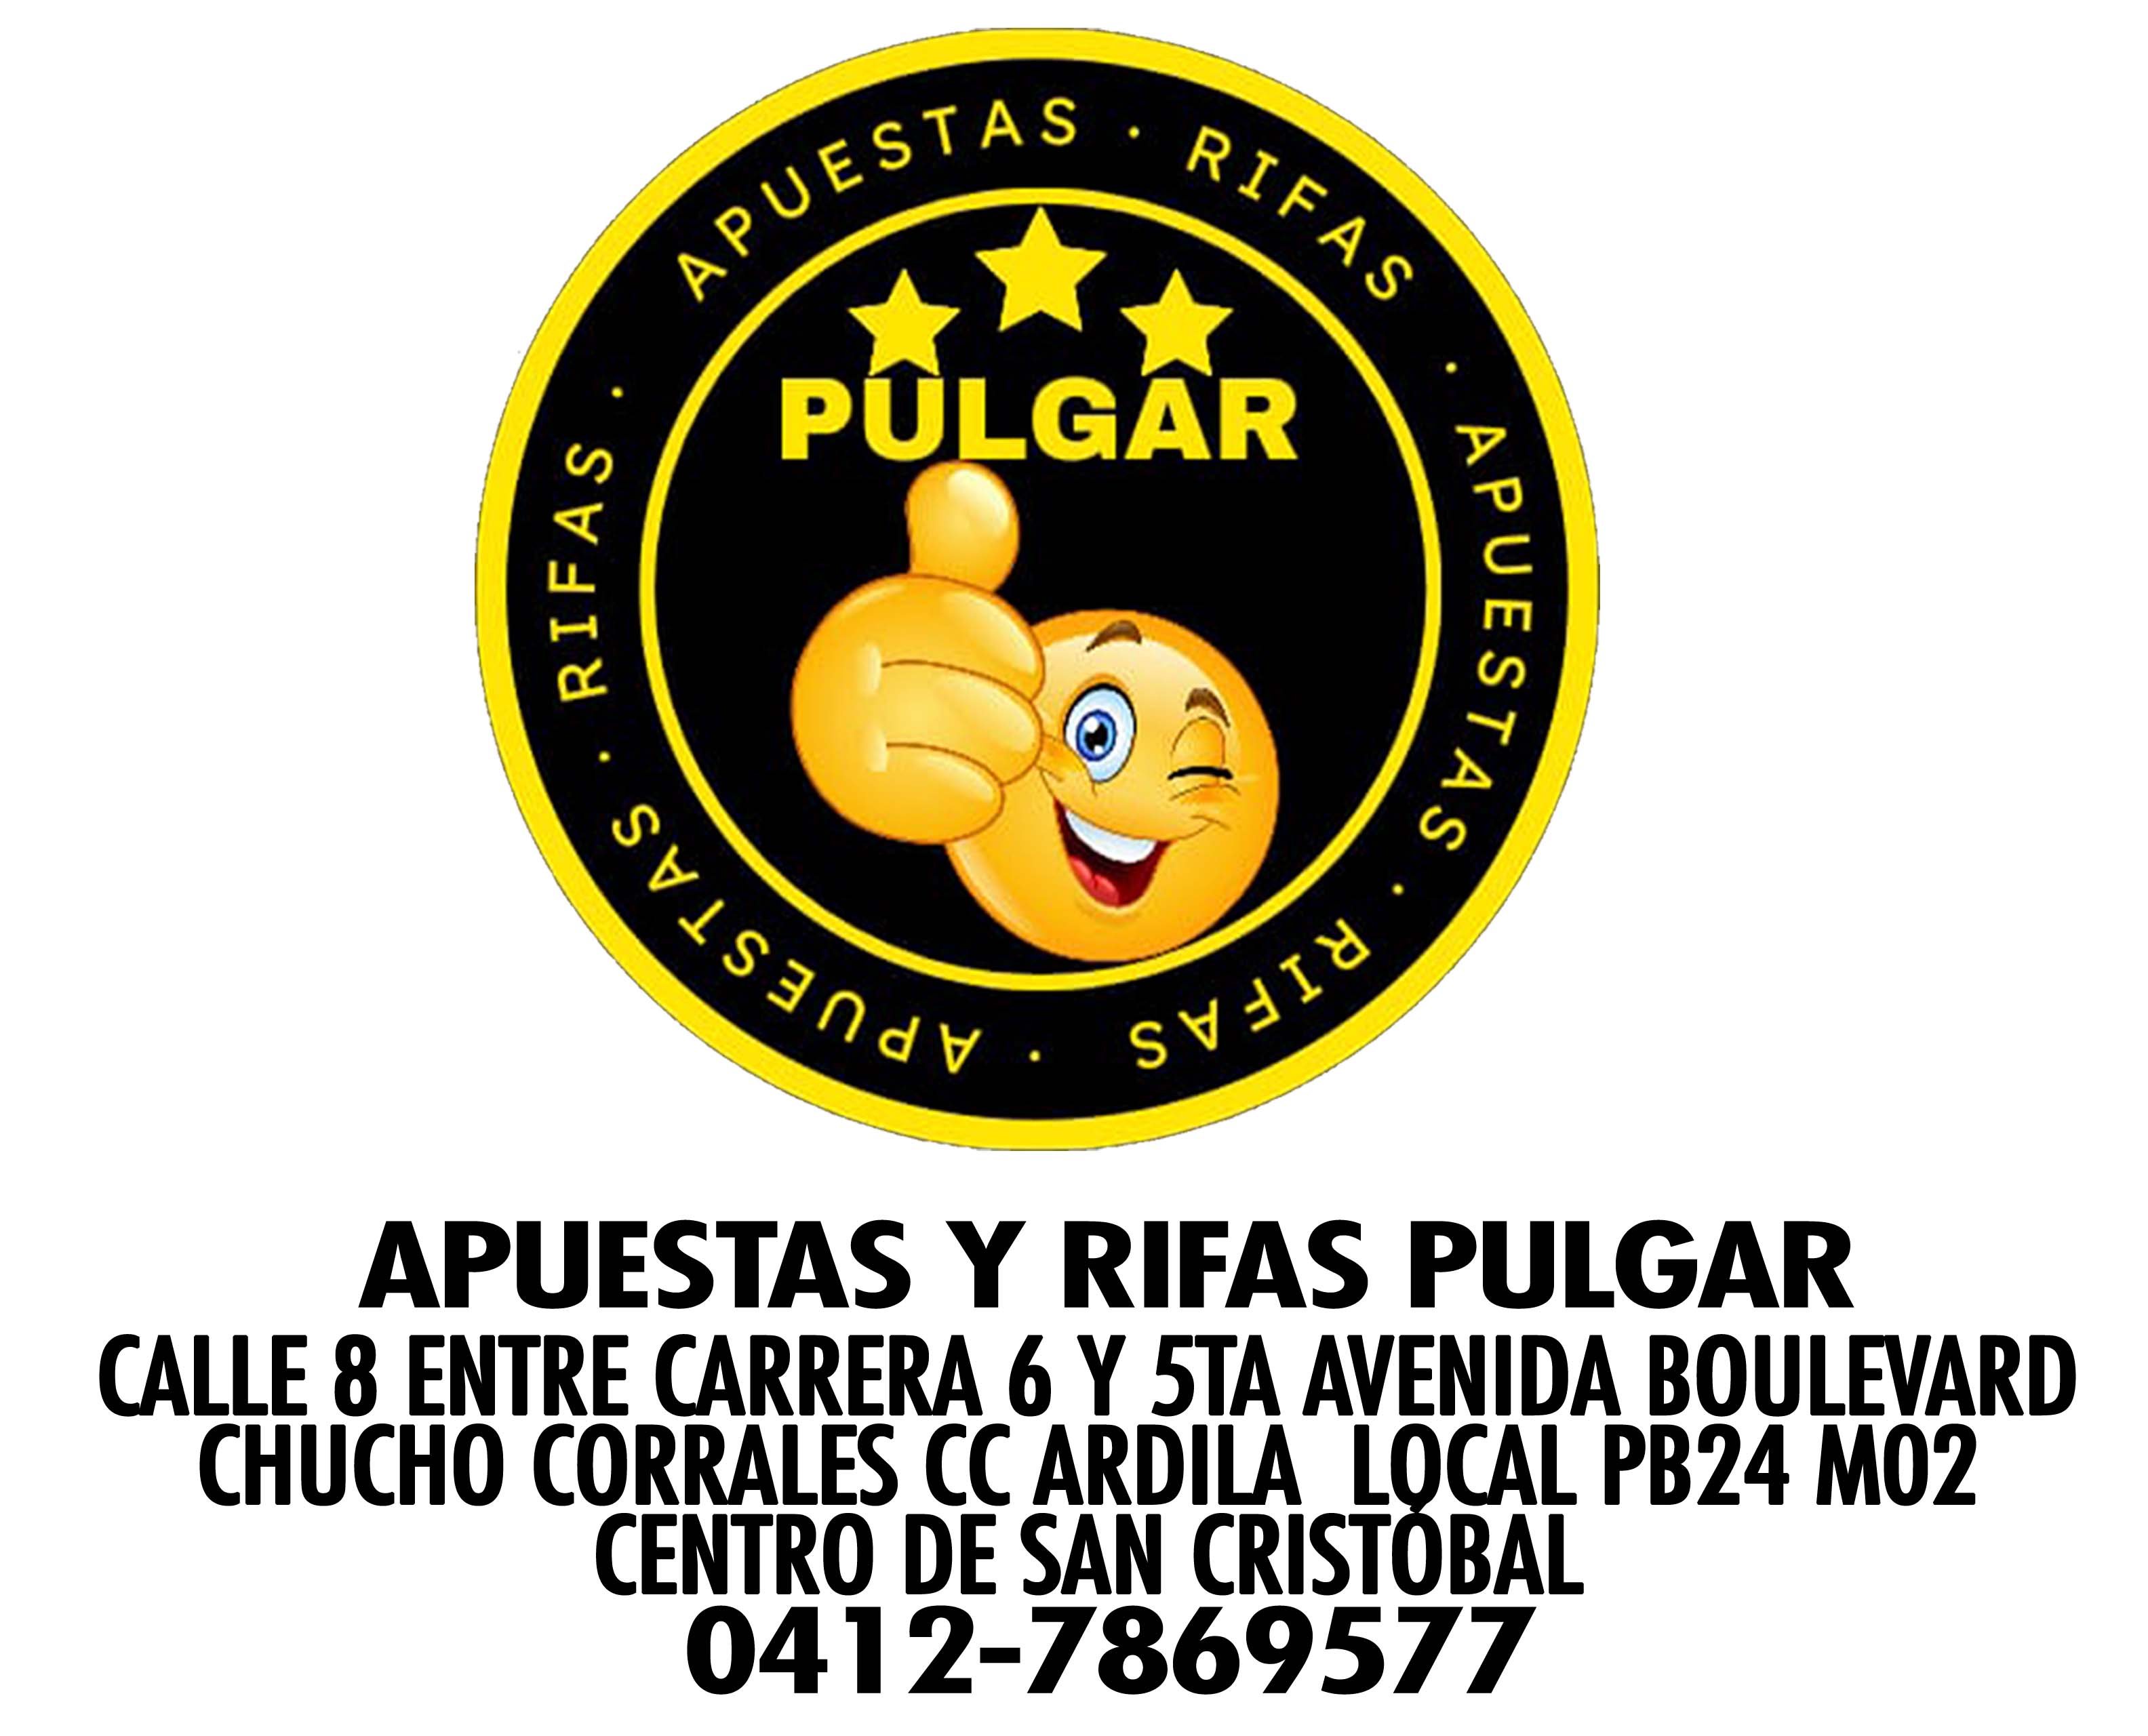 APUESTAS · RIFAS · APUESTAS · RIFAS · APUESTAS · RIFAS ·
PULGAR
APUESTAS Y RIFAS PULGAR
CALLE 8 ENTRE CARRERA 6 Y 5TA AVENIDA BOULEVARD
CHUCHO CORRALES CC ARDILA LOCAL PB24 M02
CENTRO DE SAN CRISTÓBAL
0412-7869577